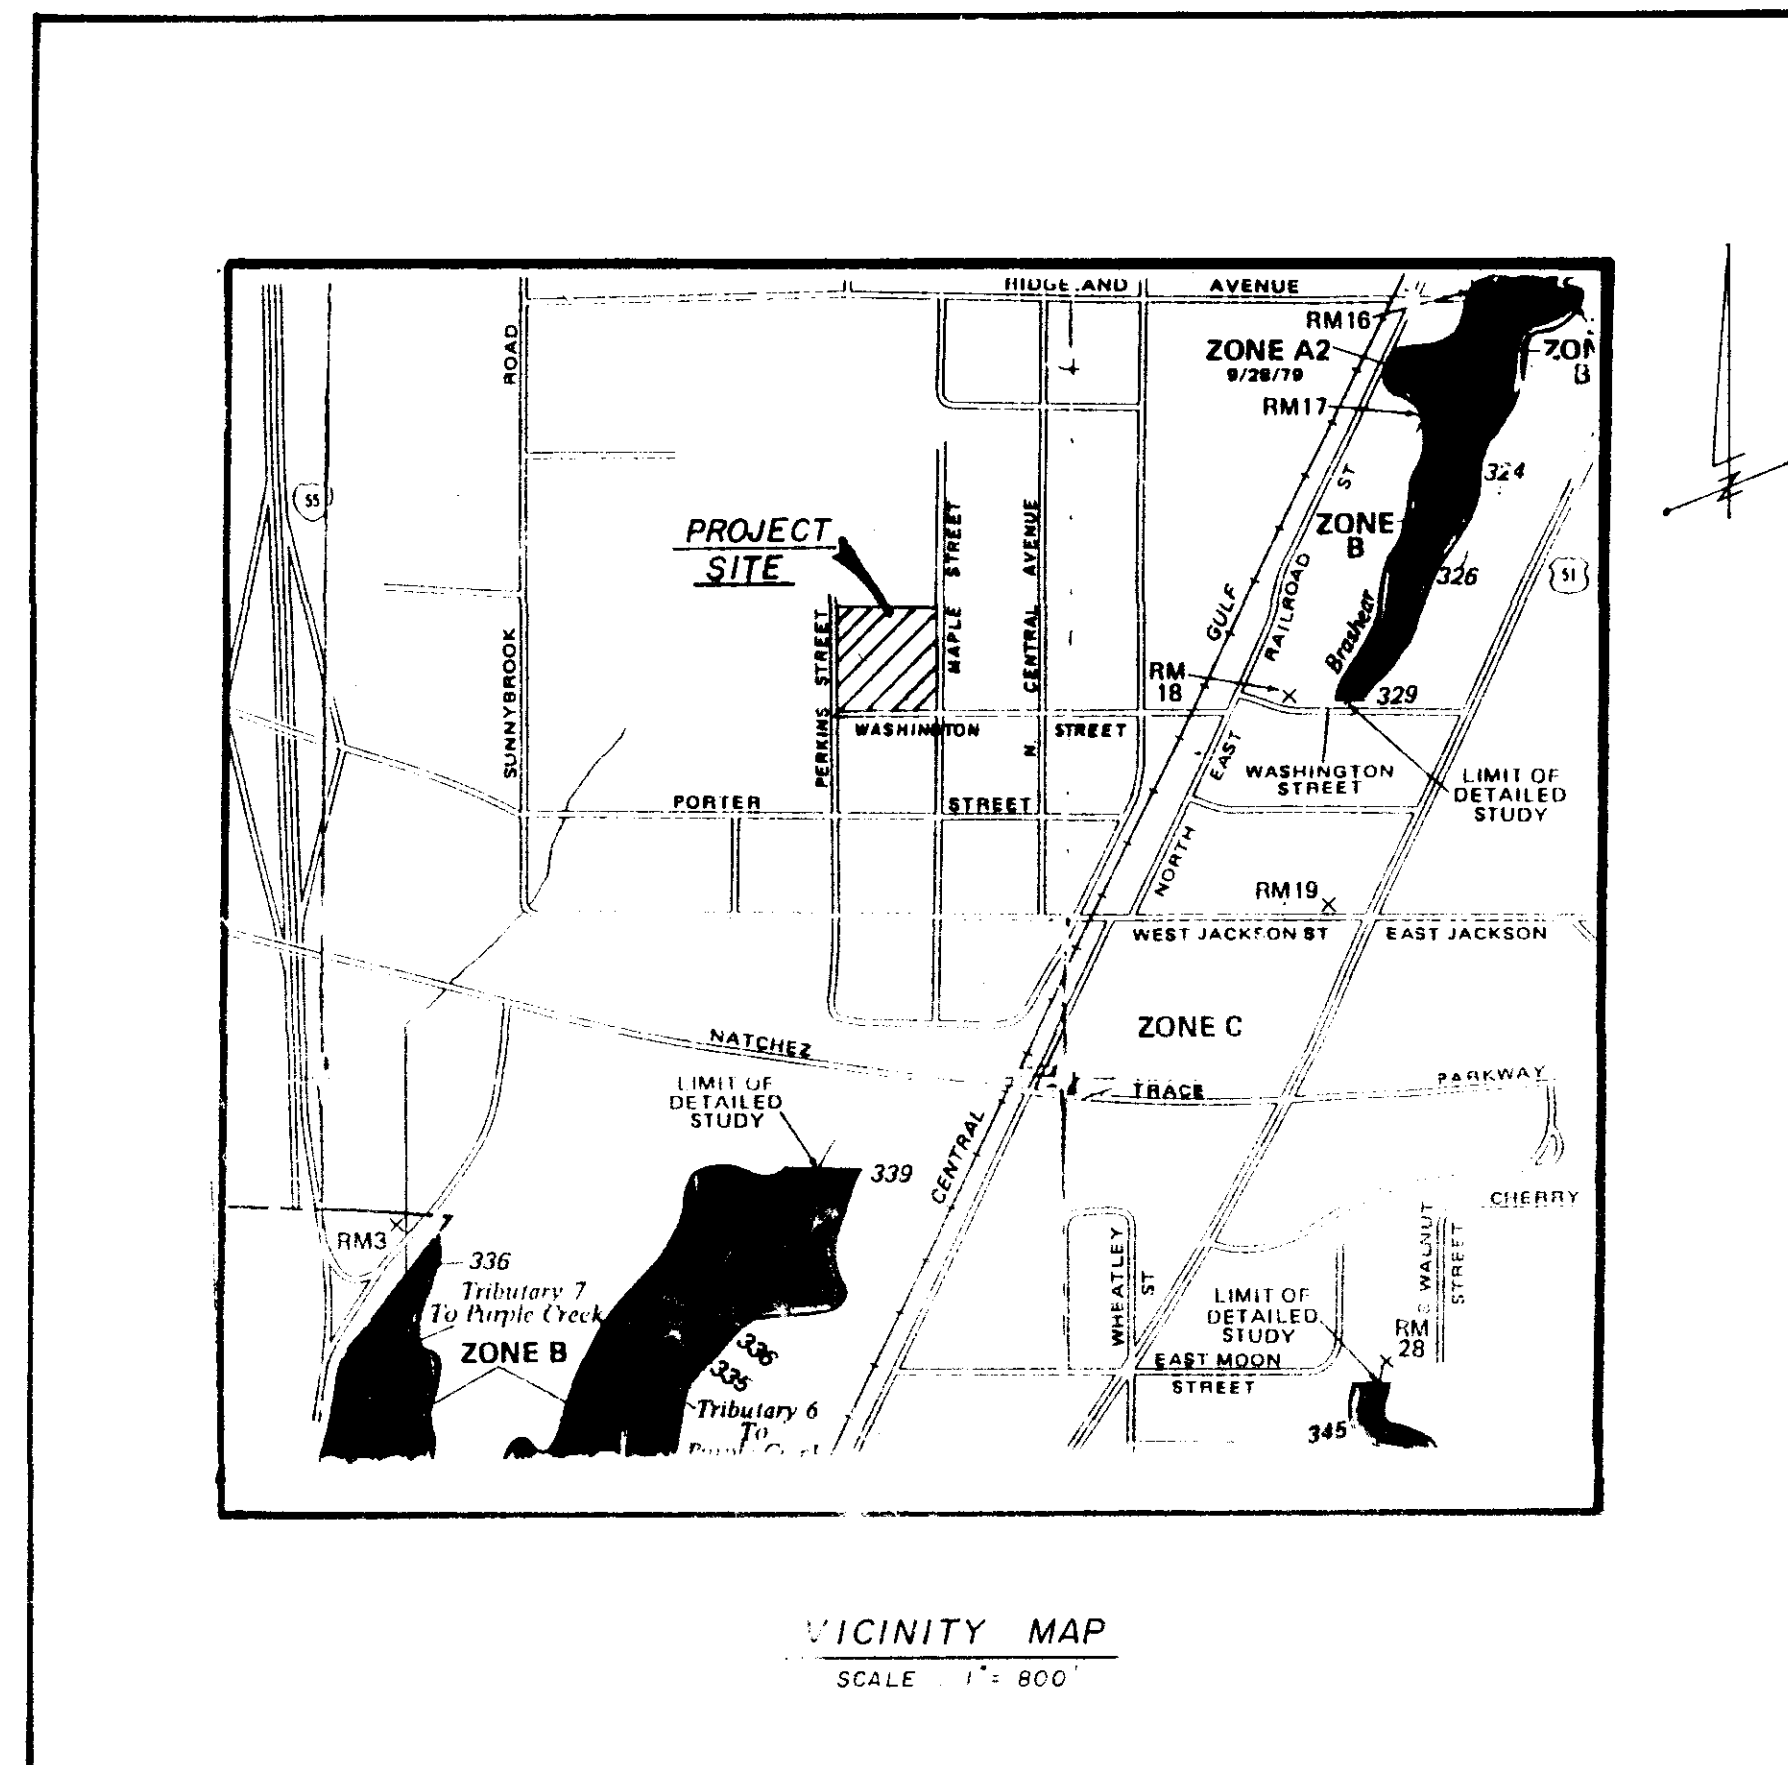 AVENUE
RM16
ZONE A2
9/28/79
RM17
ZONE
B
ROAD
55
324
ST
PROJECT
SITE
MAPLE STREET
N. CENTRAL AVENUE
ZONE
B
326
51
GULF
RAILROAD
Brashear
PERKINS STREET
SUNNYBROOK
RM
18
329
WASHINGTON
STREET
EAST
WASHINGTON
STREET
LIMIT OF
DETAILED
STUDY
PORTER
STREET
NORTH
RM19
WEST JACKSON ST
EAST JACKSON
ZONE C
NATCHEZ
TRACE
PARKWAY
LIMIT OF
DETAILED
STUDY
339
CENTRAL
CHERRY
RM3
7
336
Tributary 7
To Purple Creek
ZONE B
336
335
Tributary 6
To
WHEATLEY
ST
WALNUT
STREET
LIMIT OF
DETAILED
STUDY
RM
28
EAST MOON
STREET
345
VICINITY MAP
SCALE 1" = 800'